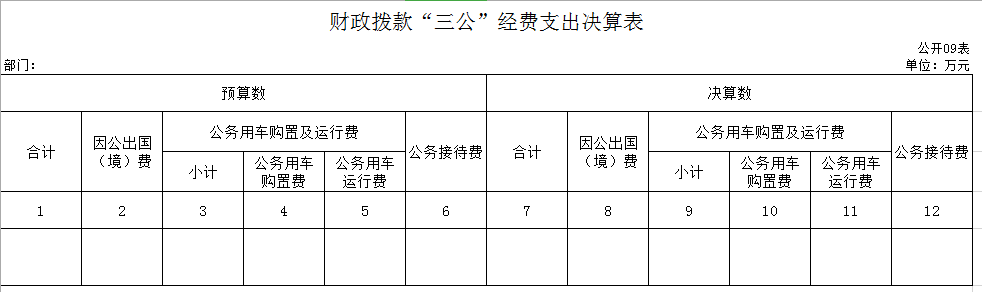 财政拨款“三公”经费支出决算表
公开09表
部门： 单位：万元
预算数 决算数
合计 因公出国（境）费 公务用车购置及运行费 公务接待费 合计 因公出国（境）费 公务用车购置及运行费 公务接待费
小计 公务用车购置费 公务用车运行费 小计 公务用车购置费 公务用车运行费
1 2 3 4 5 6 7 8 9 10 11 12